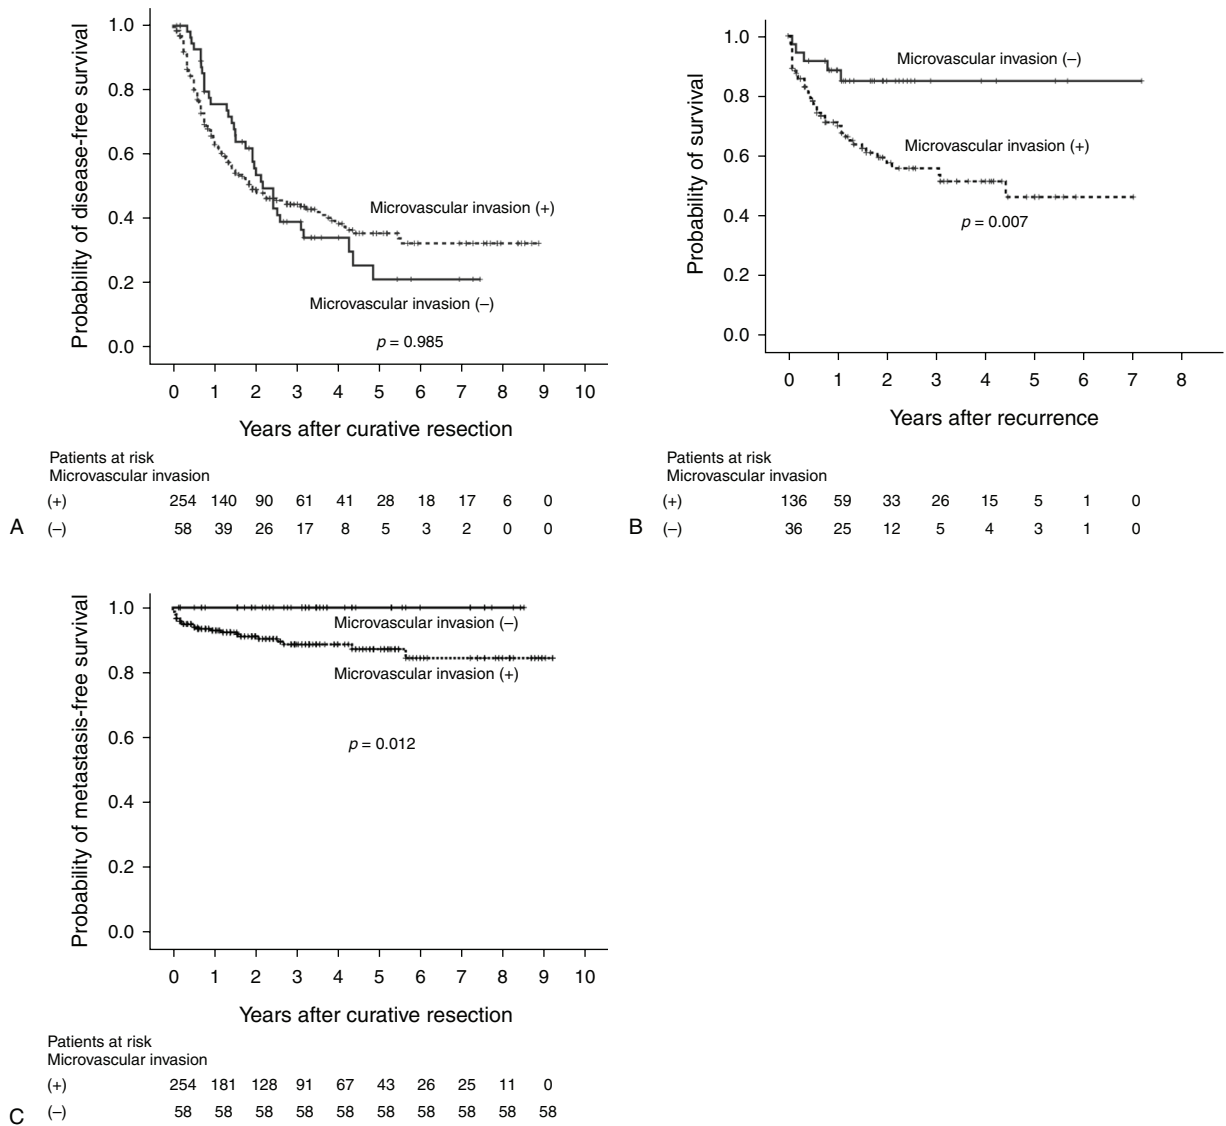 1.0
0.8
0.6
0.4
0.2
0.0
Probability of disease-free survival
Microvascular invasion (+)
Microvascular invasion (–)
p = 0.985
0 1 2 3 4 5 6 7 8 9 10
Years after curative resection
Patients at risk
Microvascular invasion
(+) 254 140 90 61 41 28 18 17 6 0
(–) 58 39 26 17 8 5 3 2 0 0
A
1.0
0.8
0.6
0.4
0.2
0.0
Probability of survival
Microvascular invasion (–)
Microvascular invasion (+)
p = 0.007
0 1 2 3 4 5 6 7 8
Years after recurrence
Patients at risk
Microvascular invasion
(+) 136 59 33 26 15 5 1 0
(–) 36 25 12 5 4 3 1 0
B
1.0
0.8
0.6
0.4
0.2
0.0
Probability of metastasis-free survival
Microvascular invasion (–)
Microvascular invasion (+)
p = 0.012
0 1 2 3 4 5 6 7 8 9 10
Years after curative resection
Patients at risk
Microvascular invasion
(+) 254 181 128 91 67 43 26 25 11 0
(–) 58 58 58 58 58 58 58 58 58 58
C